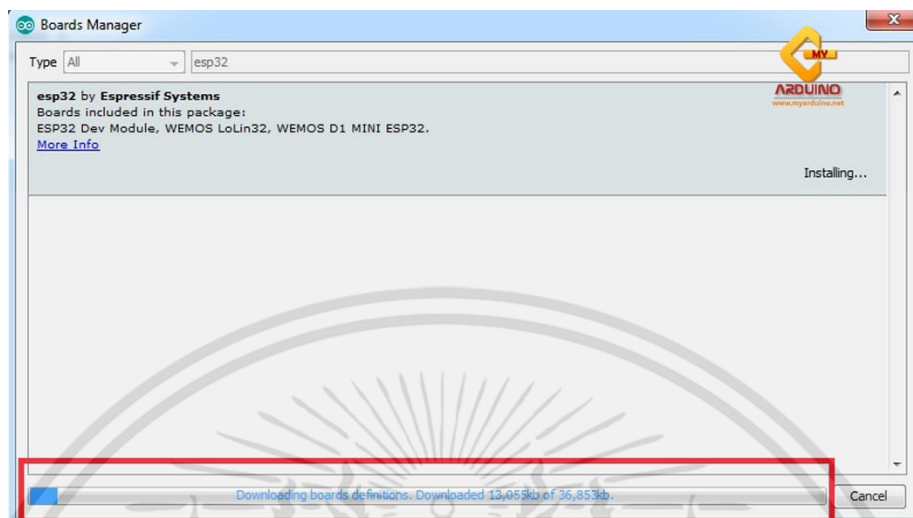 Boards Manager
Type All esp32
MY
ARDUINO
www.myarduino.net
esp32 by Espressif Systems
Boards included in this package:
ESP32 Dev Module, WEMOS LoLin32, WEMOS D1 MINI ESP32.
More Info
Installing...
Downloading boards definitions. Downloaded 13,055kb of 36,853kb.
Cancel